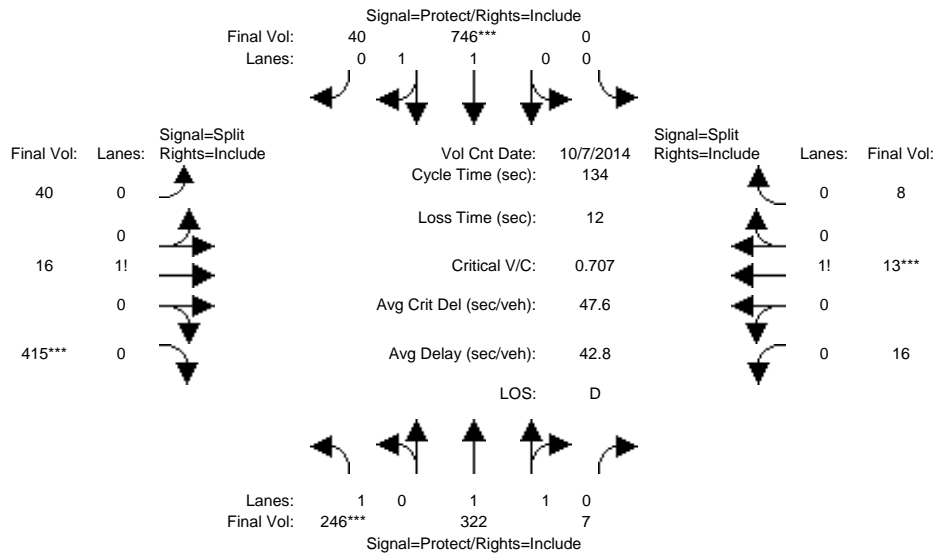 Signal=Protect/Rights=Include
Final Vol: 40 746*** 0
Lanes: 0 1 1 0 0
Signal=Split
Final Vol: Lanes: Rights=Include
Vol Cnt Date: 10/7/2014
Signal=Split
Rights=Include Lanes: Final Vol:
Cycle Time (sec): 134
40 0
0 8
Loss Time (sec): 12
0
0
16 1!
Critical V/C: 0.707
1! 13***
0
Avg Crit Del (sec/veh): 47.6
0
415*** 0
Avg Delay (sec/veh): 42.8
0 16
LOS: D
Lanes: 1 0 1 1 0
Final Vol: 246*** 322 7
Signal=Protect/Rights=Include